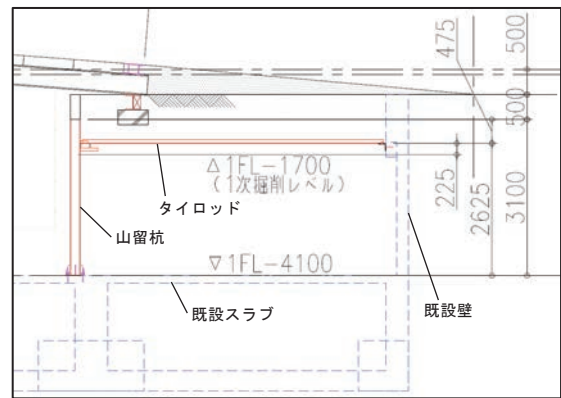 475
500
500
△1FL-1700
(1次掘削レベル)
225
2625
3100
タイロッド
山留杭
▽1FL-4100
既設スラブ
既設壁